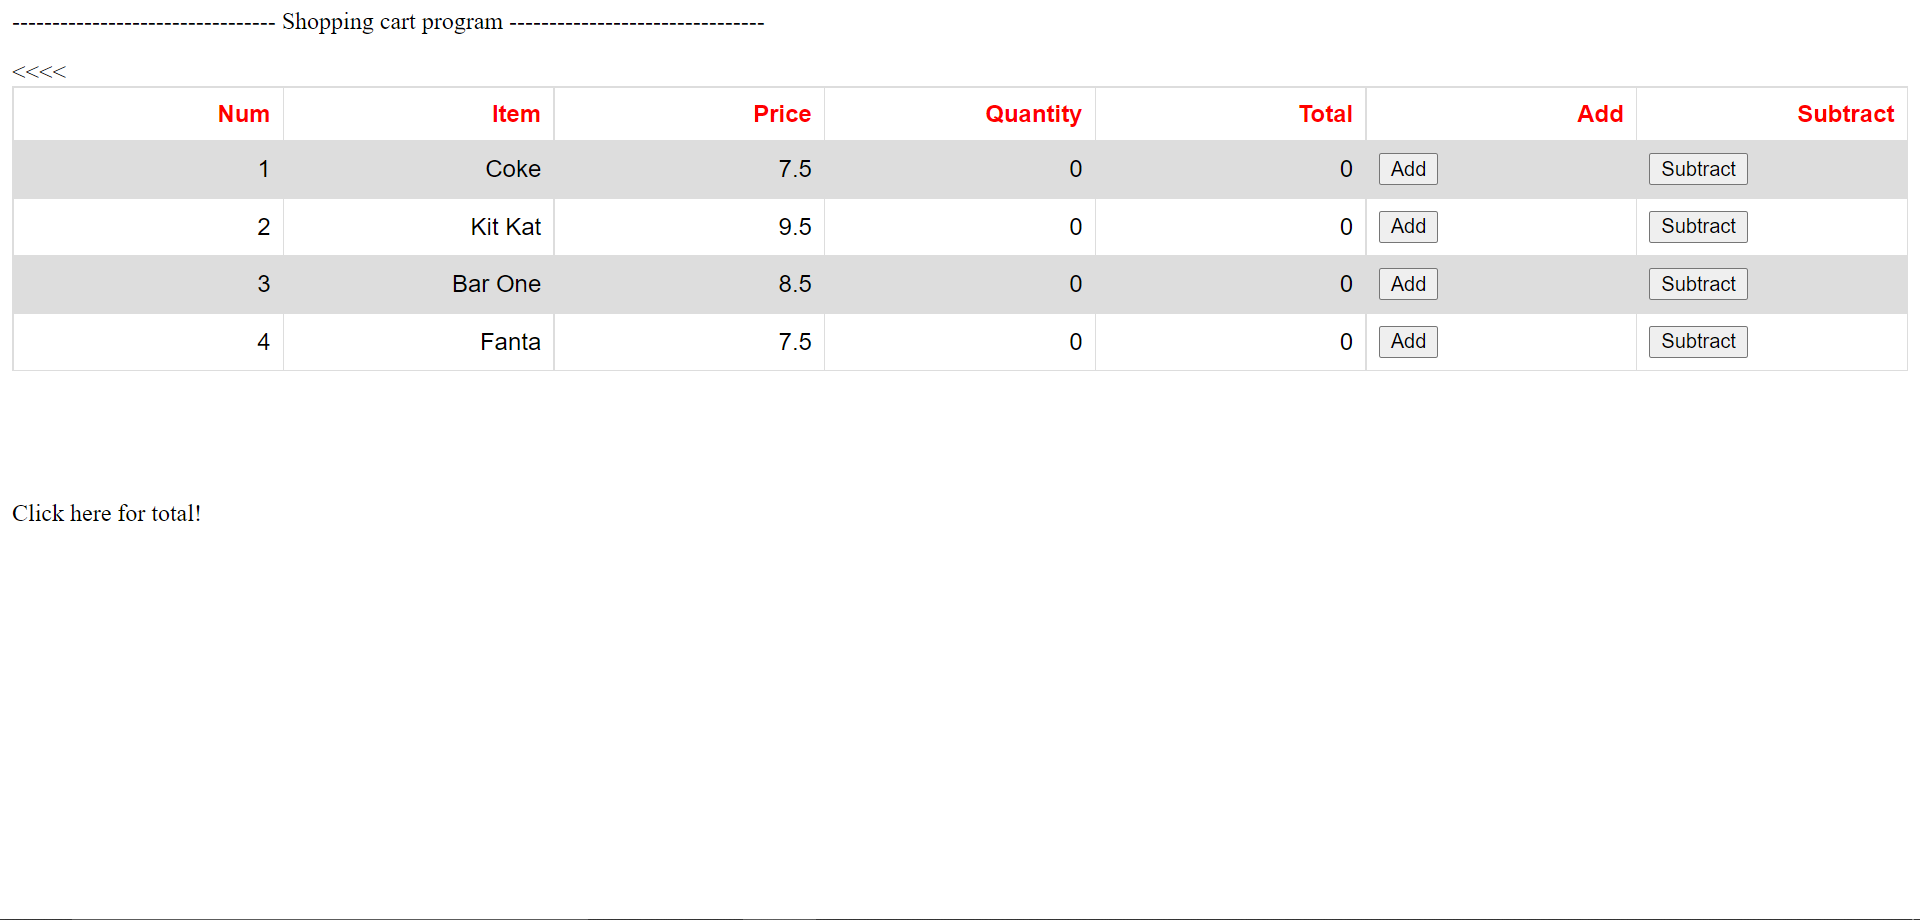 --------------------------------- Shopping cart program --------------------------------
<<<<
Num Item Price Quantity Total Add Subtract
1 Coke 7.5 0 0 Add Subtract
2 Kit Kat 9.5 0 0 Add Subtract
3 Bar One 8.5 0 0 Add Subtract
4 Fanta 7.5 0 0 Add Subtract
Click here for total!